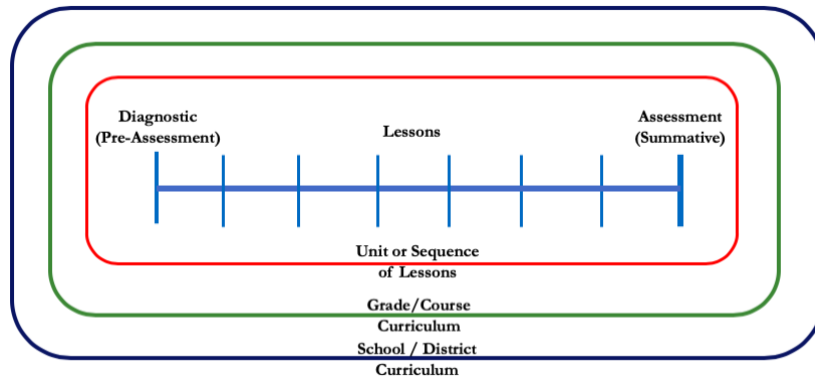 Diagnostic
(Pre-Assessment)
Lessons
Assessment
(Summative)
Unit or Sequence
of Lessons
Grade/Course
Curriculum
School / District
Curriculum